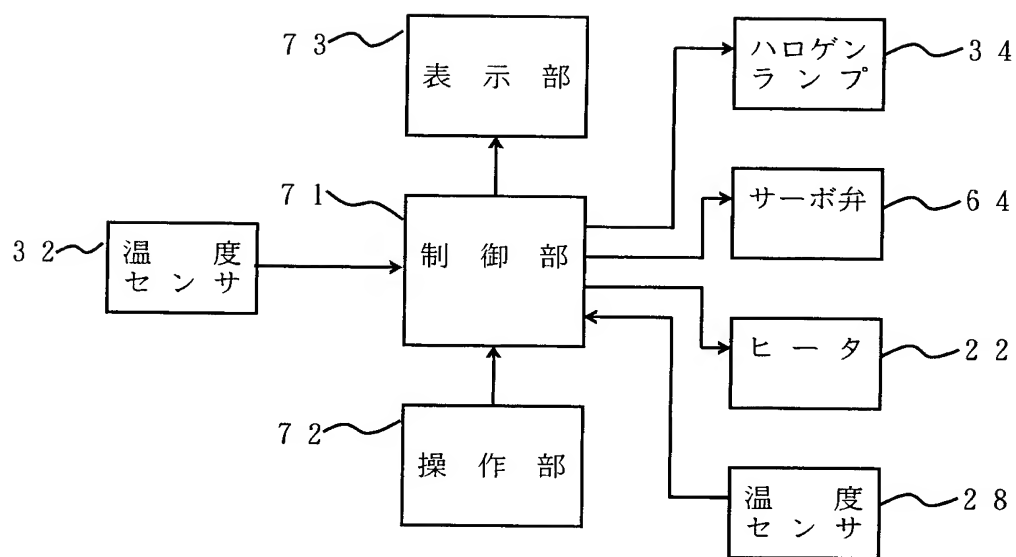 ７３
表示部
ハロゲン
ランプ
３４
７１
制御部
サーボ弁
６４
３２
温度
センサ
ヒータ
２２
７２
操作部
温度
センサ
２８